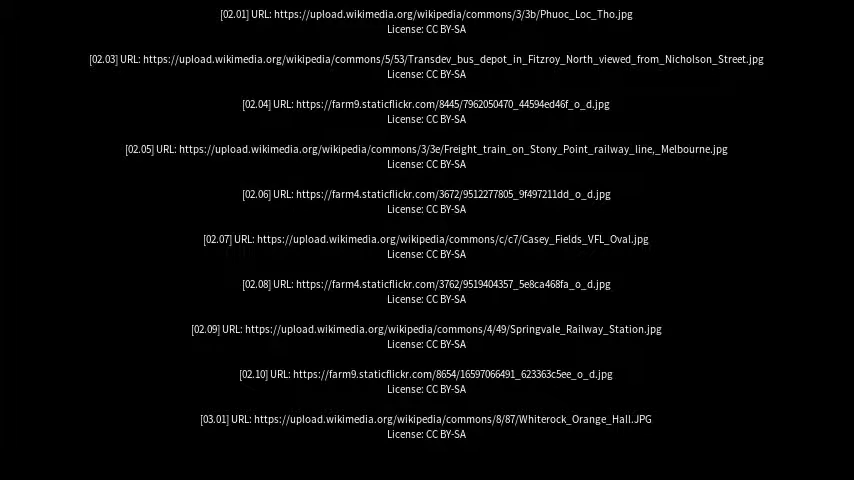 [02.01] URL: https://upload.wikimedia.org/wikipedia/commons/3/3b/Phuoc_Loc_Tho.jpg
License: CC BY-SA
[02.03] URL: https://upload.wikimedia.org/wikipedia/commons/5/53/Transdev_bus_depot_in_Fitzroy_North_viewed_from_Nicholson_Street.jpg
License: CC BY-SA
[02.04] URL: https://farm9.staticflickr.com/8445/7962050470_44594ed46f_o_d.jpg
License: CC BY-SA
[02.05] URL: https://upload.wikimedia.org/wikipedia/commons/3/3e/Freight_train_on_Stony_Point_railway_line,_Melbourne.jpg
License: CC BY-SA
[02.06] URL: https://farm4.staticflickr.com/3672/9512277805_9f497211dd_o_d.jpg
License: CC BY-SA
[02.07] URL: https://upload.wikimedia.org/wikipedia/commons/c/c7/Casey_Fields_VFL_Oval.jpg
License: CC BY-SA
[02.08] URL: https://farm4.staticflickr.com/3762/9519404357_5e8ca468fa_o_d.jpg
License: CC BY-SA
[02.09] URL: https://upload.wikimedia.org/wikipedia/commons/4/49/Springvale_Railway_Station.jpg
License: CC BY-SA
[02.10] URL: https://farm9.staticflickr.com/8654/16597066491_623363c5ee_o_d.jpg
License: CC BY-SA
[03.01] URL: https://upload.wikimedia.org/wikipedia/commons/8/87/Whiterock_Orange_Hall.JPG
License: CC BY-SA